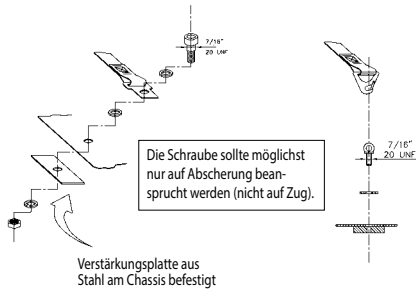 7/16"
20 UNF
Die Schraube sollte möglichst
nur auf Abscherung bean-
sprucht werden (nicht auf Zug).
7/16"
20 UNF
Verstärkungsplatte aus
Stahl am Chassis befestigt